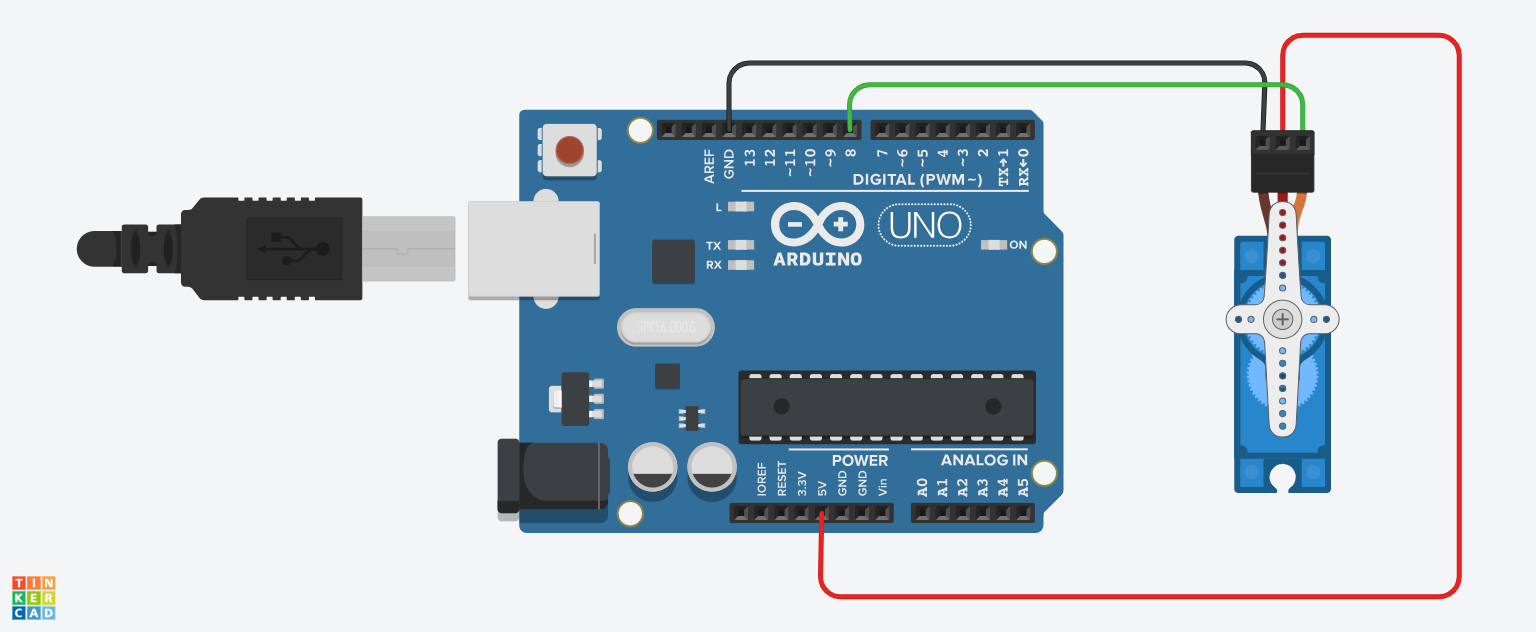 AREF
GND
13
12
~11
~10
~9
8
7
~6
~5
4
~3
2
TX→1
RX←0
DIGITAL (PWM~)
L
TX
RX
UNO
ON
ARDUINO
SPK16.000G
POWER
ANALOG IN
IOREF
RESET
3.3V
5V
GND
GND
Vin
A0
A1
A2
A3
A4
A5
TIN
KER
CAD